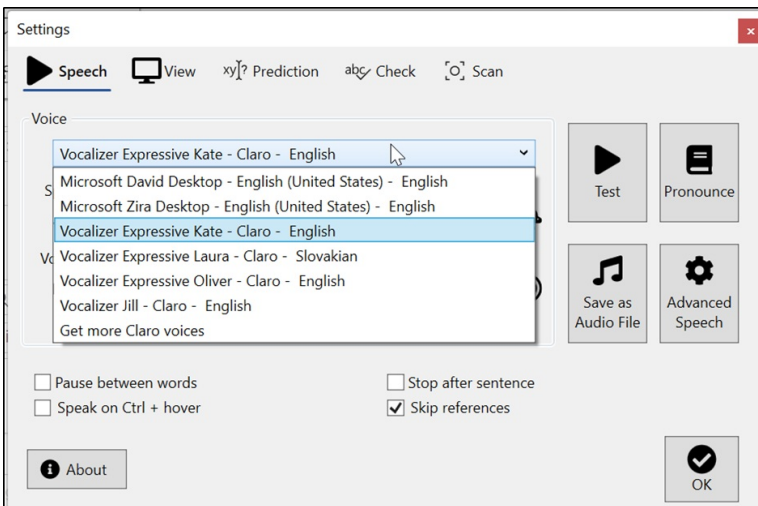 Settings
Speech View xy]? Prediction abc Check [o] Scan
Voice
Vocalizer Expressive Kate - Claro - English
Microsoft David Desktop - English (United States) - English
Microsoft Zira Desktop - English (United States) - English
Vocalizer Expressive Kate - Claro - English
Vocalizer Expressive Laura - Claro - Slovakian
Vocalizer Expressive Oliver - Claro - English
Vocalizer Jill - Claro - English
Get more Claro voices
Test
Pronounce
Save as
Audio File
Advanced
Speech
Pause between words
Stop after sentence
Speak on Ctrl + hover
Skip references
About
OK